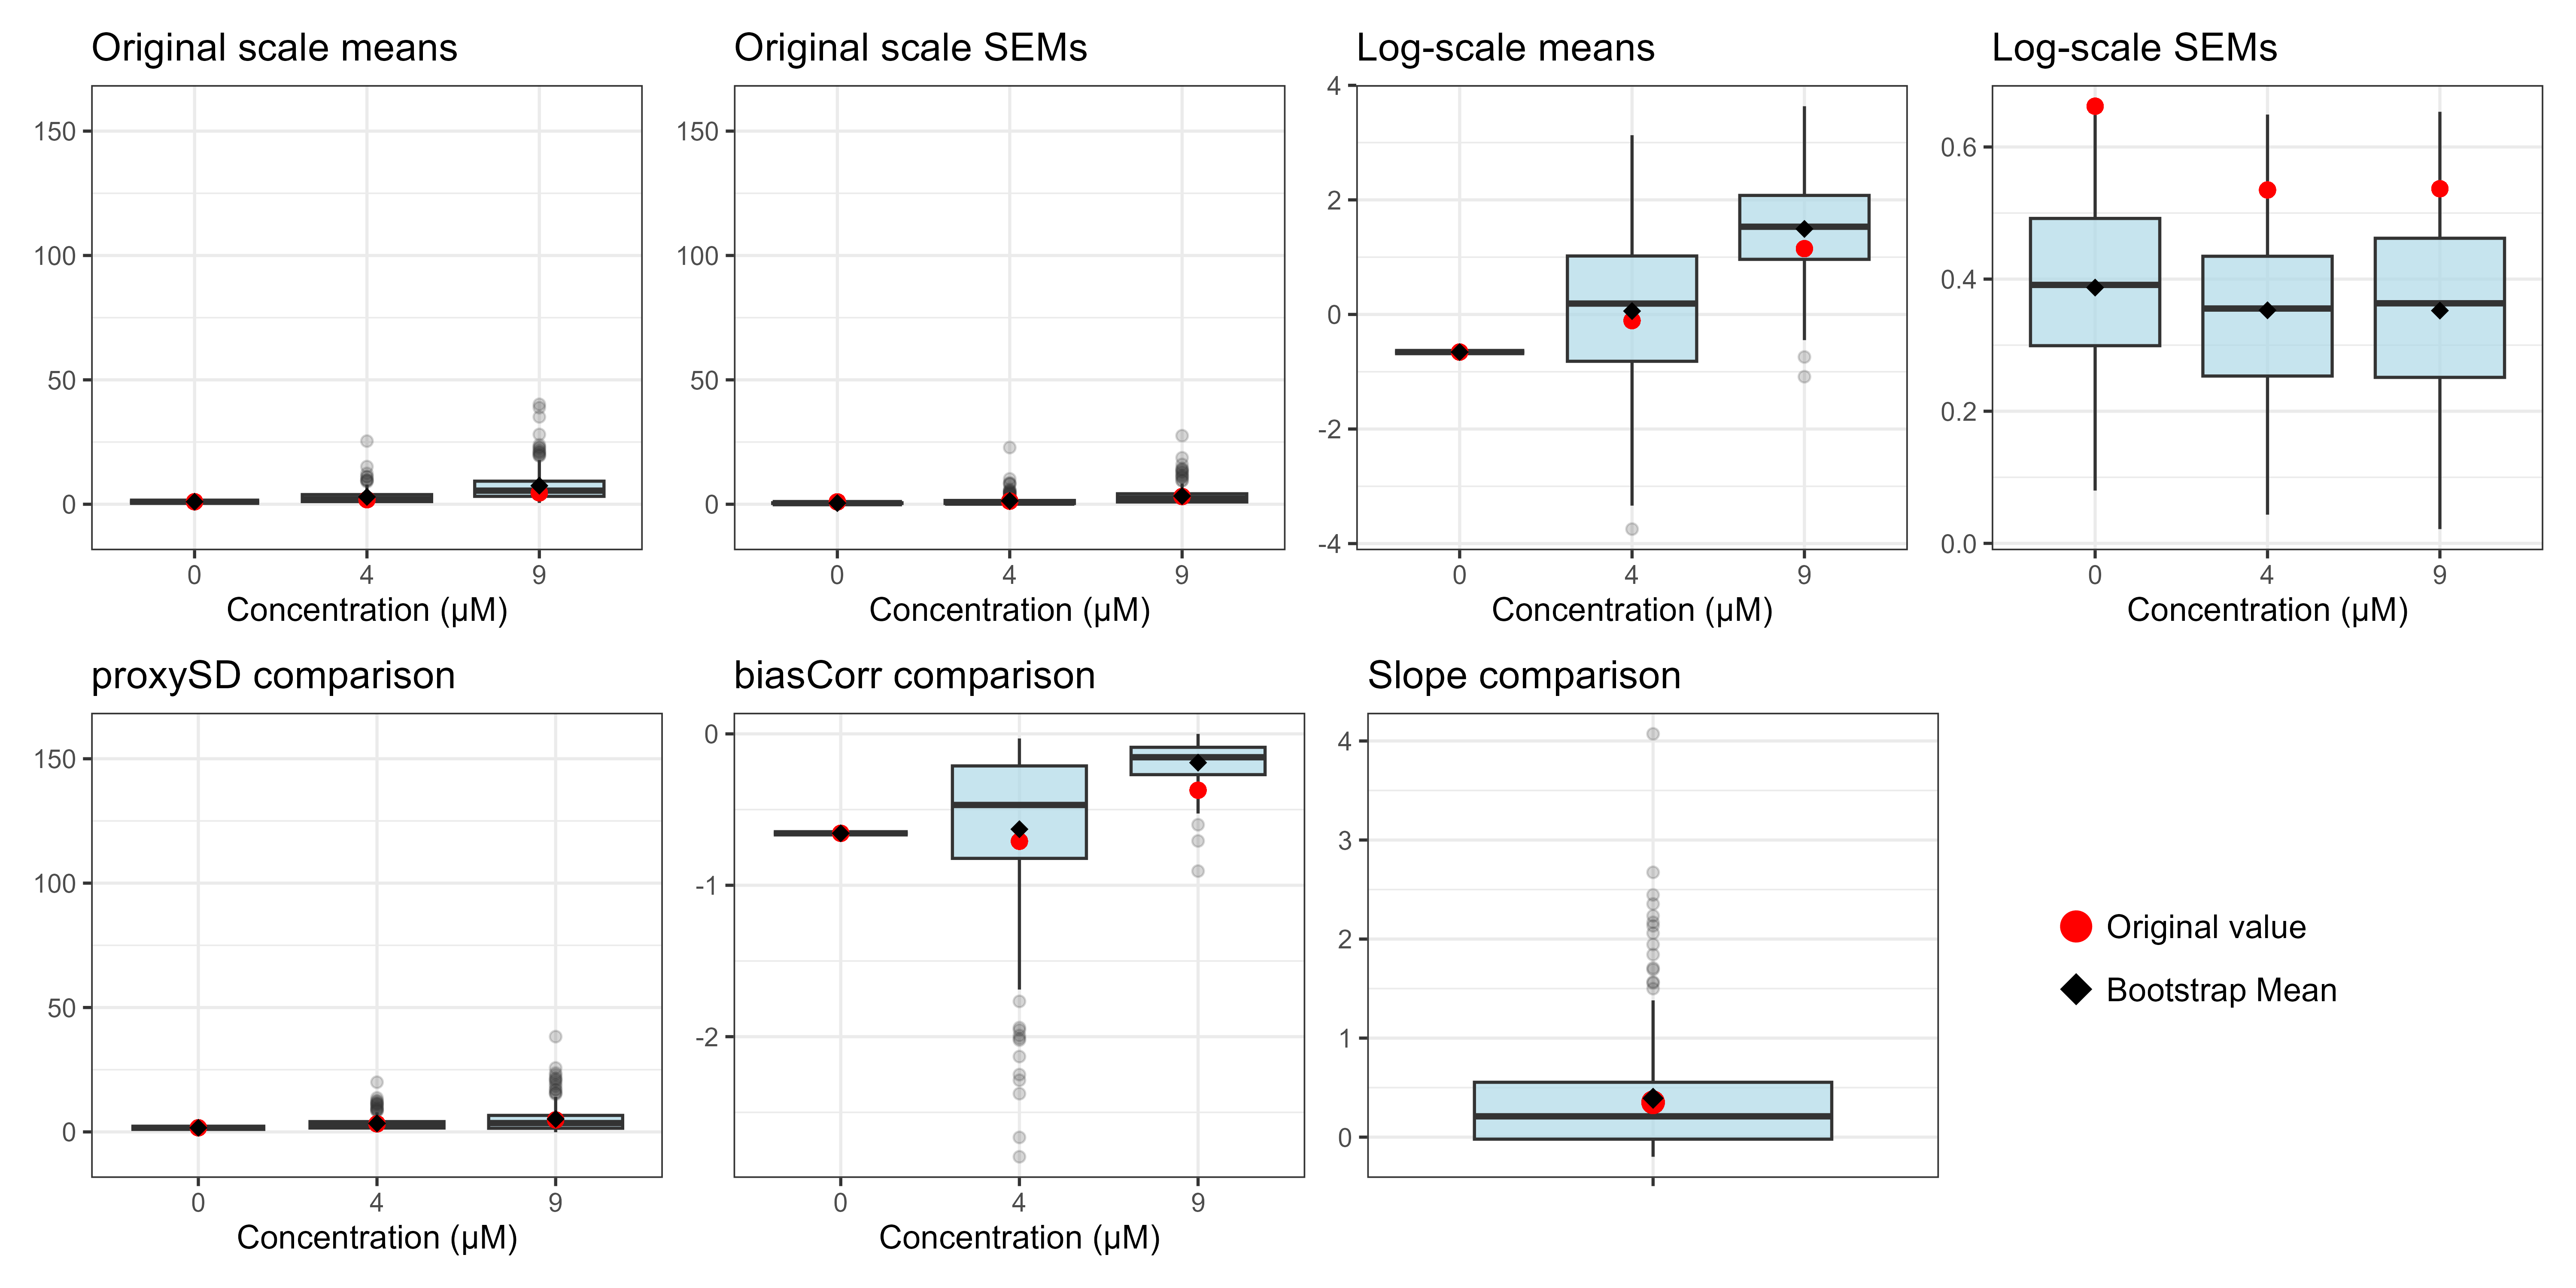 Original scale means
Original scale SEMs
Log-scale means
Log-scale SEMs
150
100
50
0
0 4 9
Concentration (µM)
150
100
50
0
0 4 9
Concentration (µM)
4
2
0
-2
-4
0 4 9
Concentration (µM)
0.6
0.4
0.2
0.0
0 4 9
Concentration (µM)
proxySD comparison
biasCorr comparison
Slope comparison
150
100
50
0
0 4 9
Concentration (µM)
0
-1
-2
0 4 9
Concentration (µM)
4
3
2
1
0
Original value
Bootstrap Mean